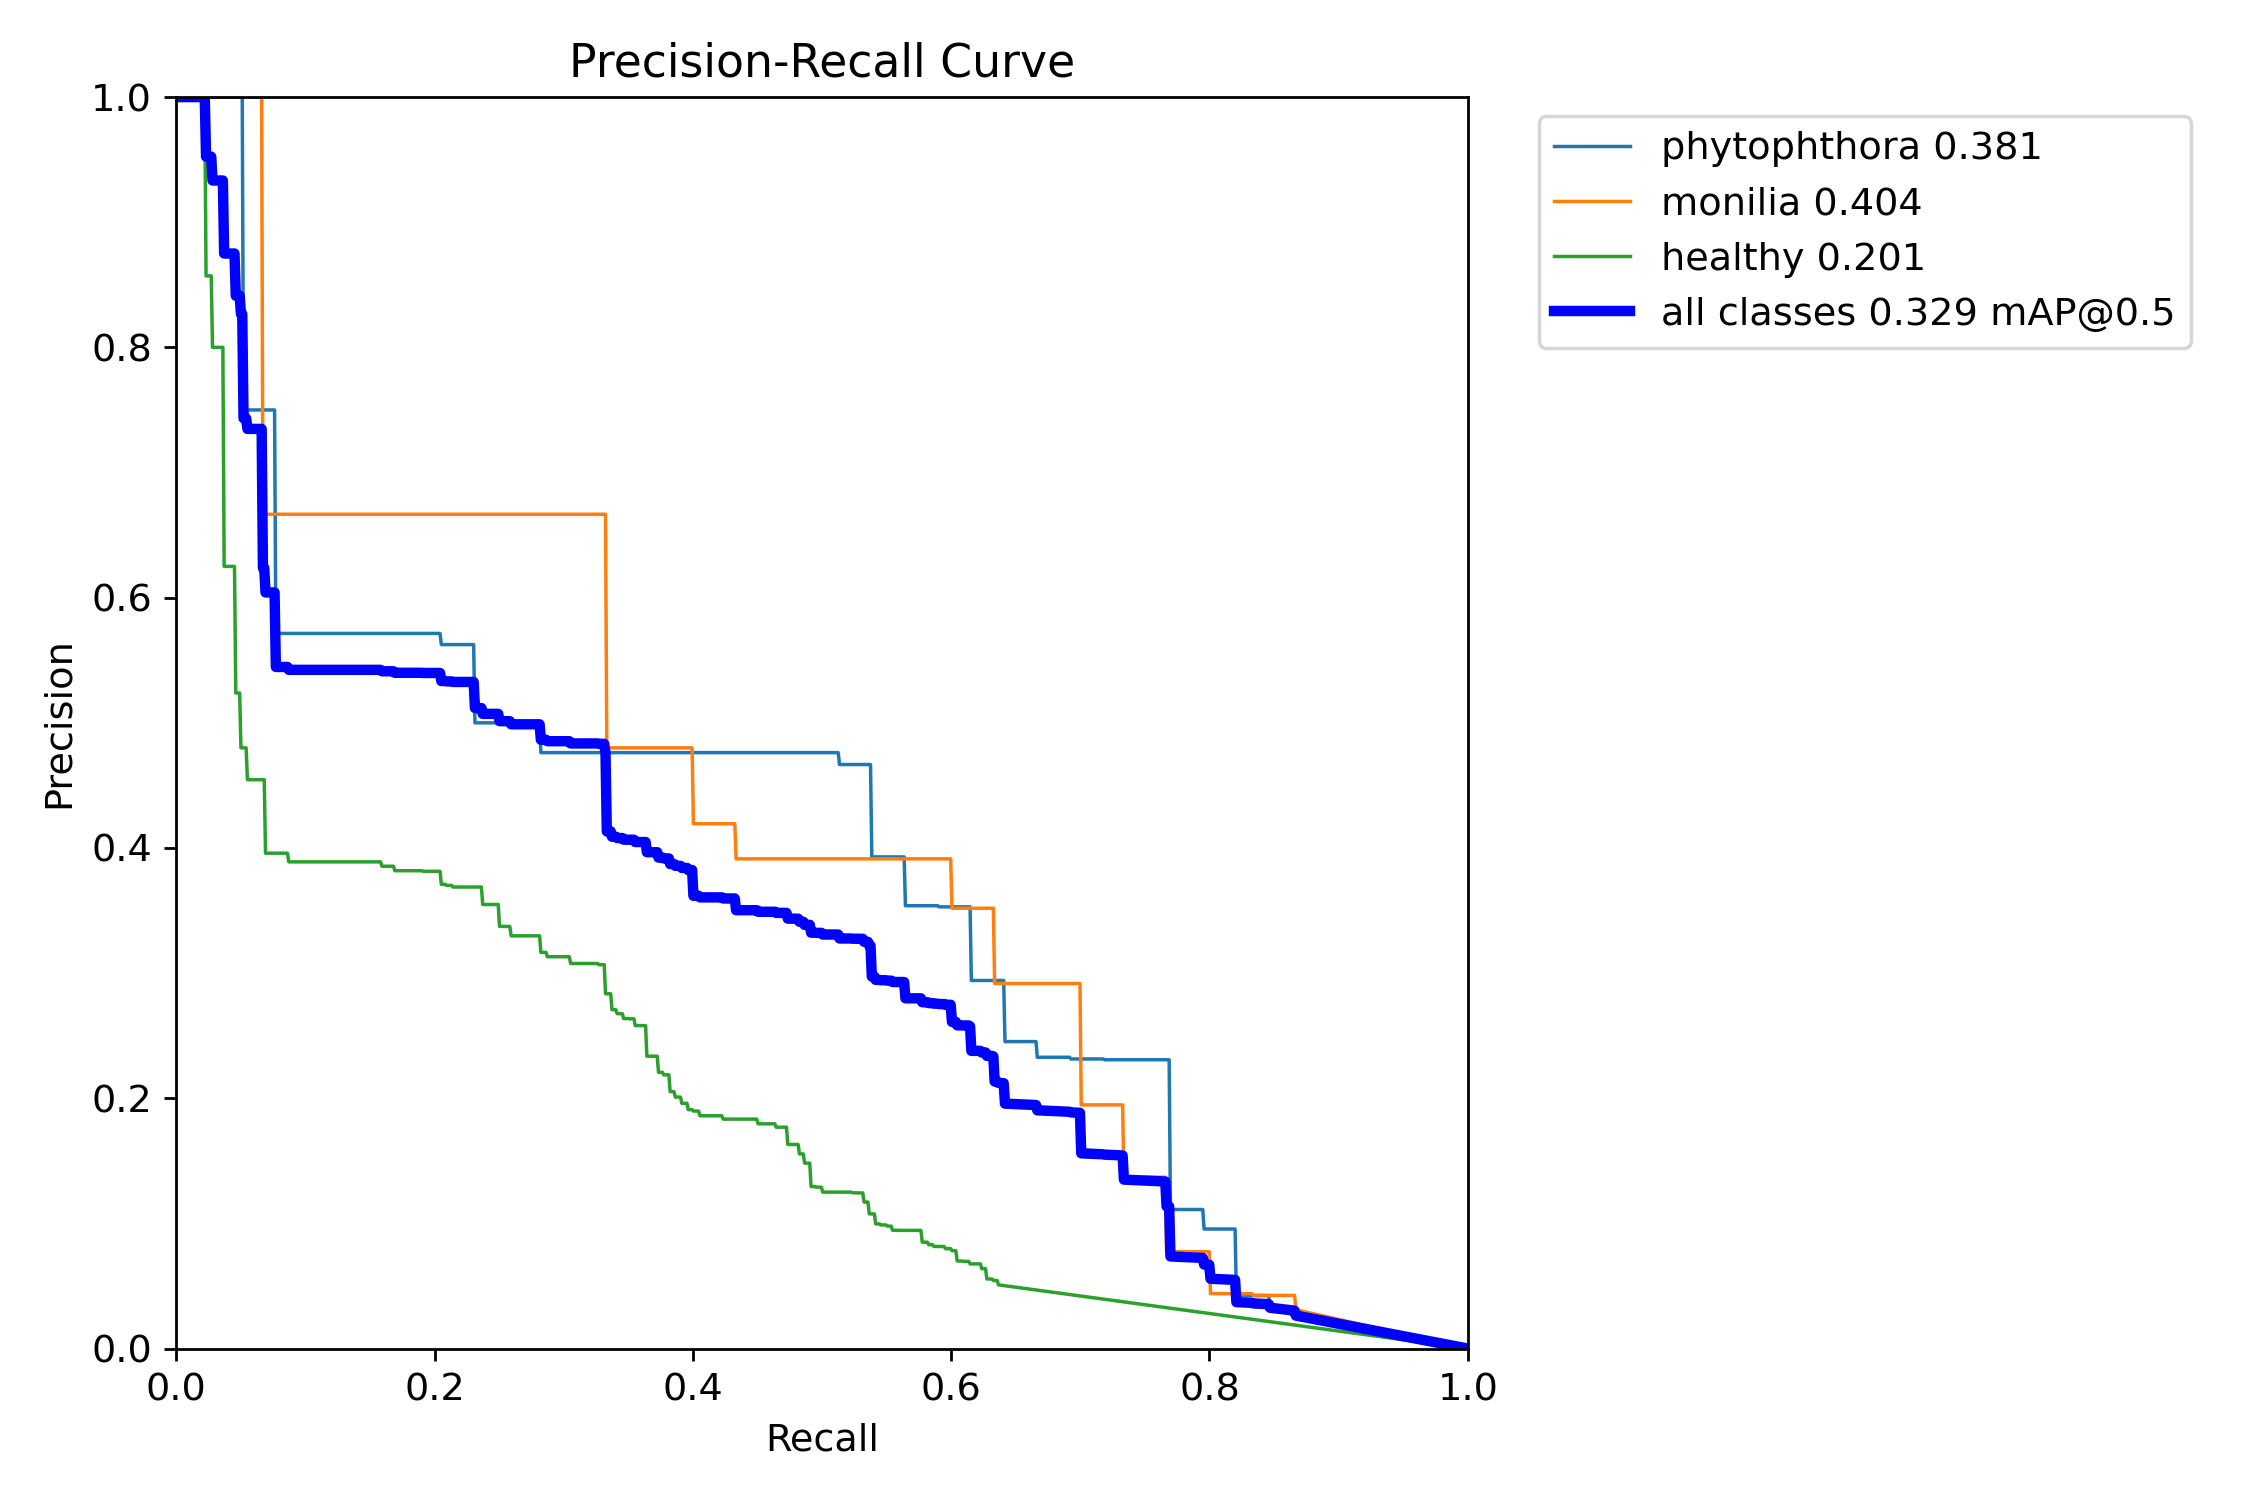 Precision-Recall Curve
1.0
0.8
0.6
0.4
0.2
0.0
Precision
0.0 0.2 0.4 0.6 0.8 1.0
Recall
phytophthora 0.381
monilia 0.404
healthy 0.201
all classes 0.329 mAP@0.5